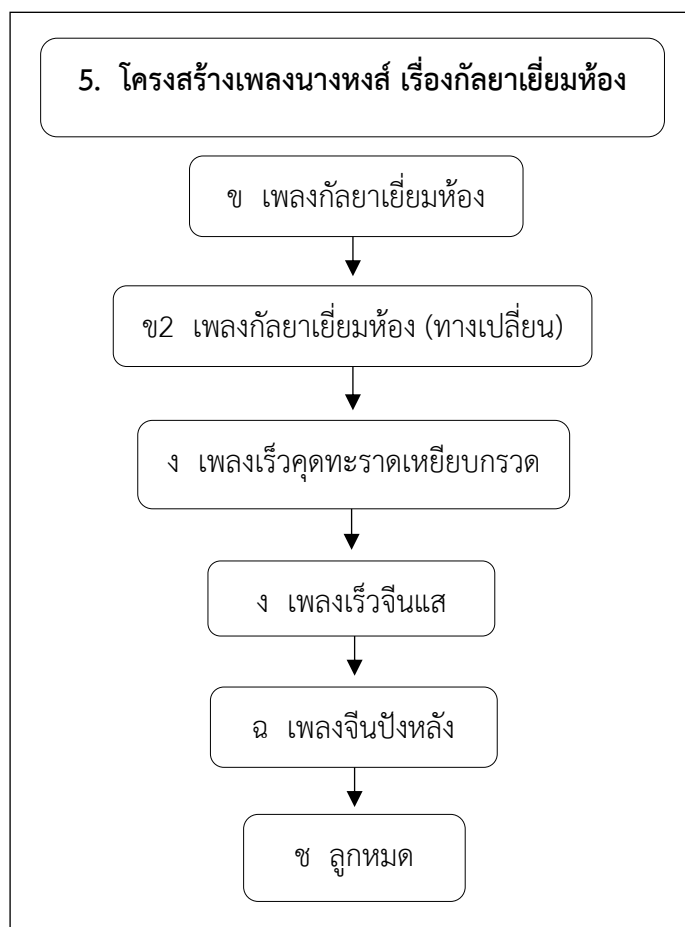 5. โครงสร้างเพลงนางหงส์ เรื่องกัลยาเยี่ยมห้อง
ข เพลงกัลยาเยี่ยมห้อง
ข2 เพลงกัลยาเยี่ยมห้อง (ทางเปลี่ยน)
ง เพลงเร็วคุดทะราดเหยียบกรวด
ง เพลงเร็วจีนแส
ฉ เพลงจีนปังหลัง
ช ลูกหมด